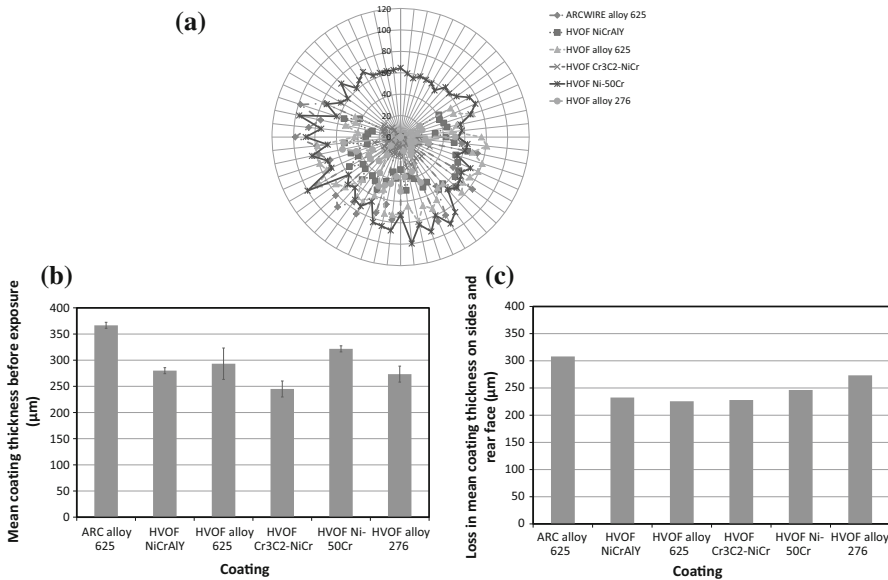 (a)
120
100
80
60
40
20
0
ARCWIRE alloy 625
HVOF NiCrAlY
HVOF alloy 625
HVOF Cr3C2-NiCr
HVOF Ni-50Cr
HVOF alloy 276
(b)
Mean coating thickness before exposure
(μm)
400
350
300
250
200
150
100
50
0
ARC alloy
625
HVOF
NiCrAlY
HVOF alloy
625
HVOF
Cr3C2-NiCr
HVOF Ni-
50Cr
HVOF alloy
276
Coating
(c)
Loss in mean coating thickness on sides and
rear face (μm)
400
350
300
250
200
150
100
50
0
ARC alloy
625
HVOF
NiCrAlY
HVOF alloy
625
HVOF
Cr3C2-NiCr
HVOF Ni-
50Cr
HVOF alloy
276
Coating